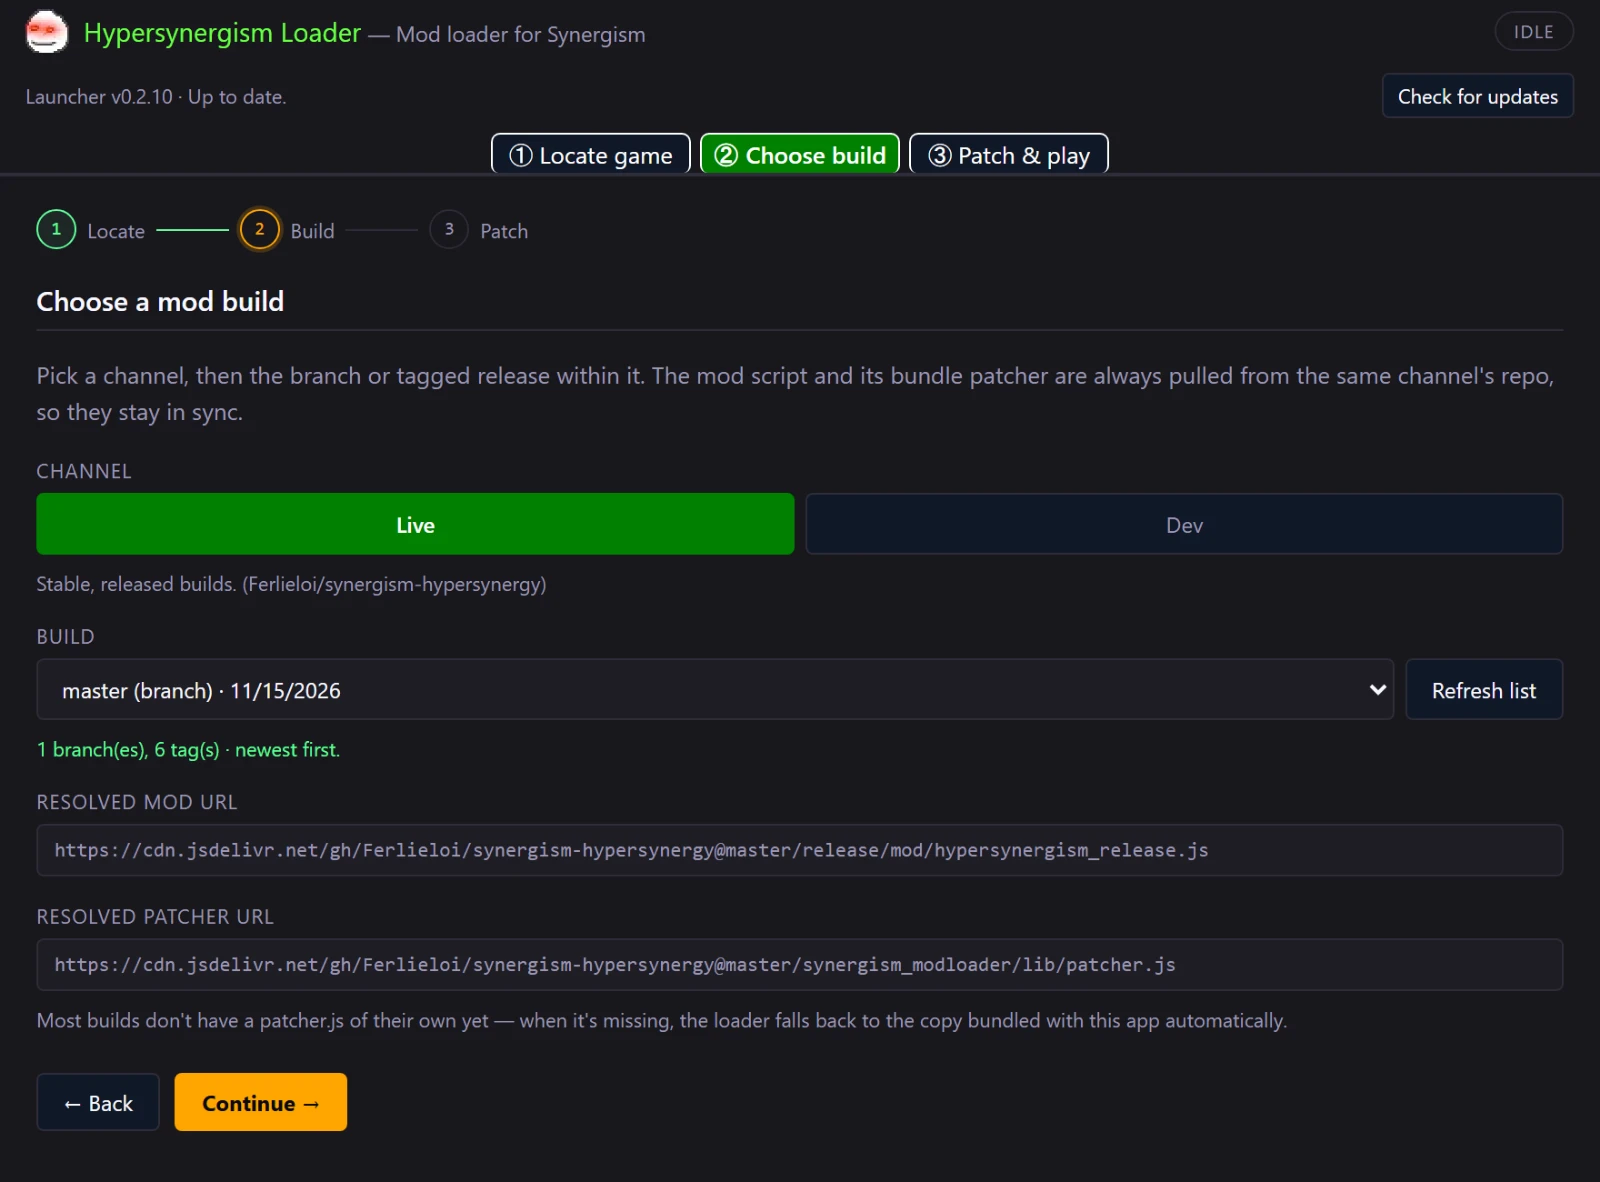 Hypersynergism Loader — Mod loader for Synergism
IDLE
Launcher v0.2.10 · Up to date.
Check for updates
① Locate game
② Choose build
③ Patch & play
1 Locate
2 Build
3 Patch
Choose a mod build
Pick a channel, then the branch or tagged release within it. The mod script and its bundle patcher are always pulled from the same channel's repo,
so they stay in sync.
CHANNEL
Live
Dev
Stable, released builds. (Ferlieloi/synergism-hypersynergy)
BUILD
master (branch) · 11/15/2026
Refresh list
1 branch(es), 6 tag(s) · newest first.
RESOLVED MOD URL
https://cdn.jsdelivr.net/gh/Ferlieloi/synergism-hypersynergy@master/release/mod/hypersynergism_release.js
RESOLVED PATCHER URL
https://cdn.jsdelivr.net/gh/Ferlieloi/synergism-hypersynergy@master/synergism_modloader/lib/patcher.js
Most builds don't have a patcher.js of their own yet — when it's missing, the loader falls back to the copy bundled with this app automatically.
← Back
Continue →